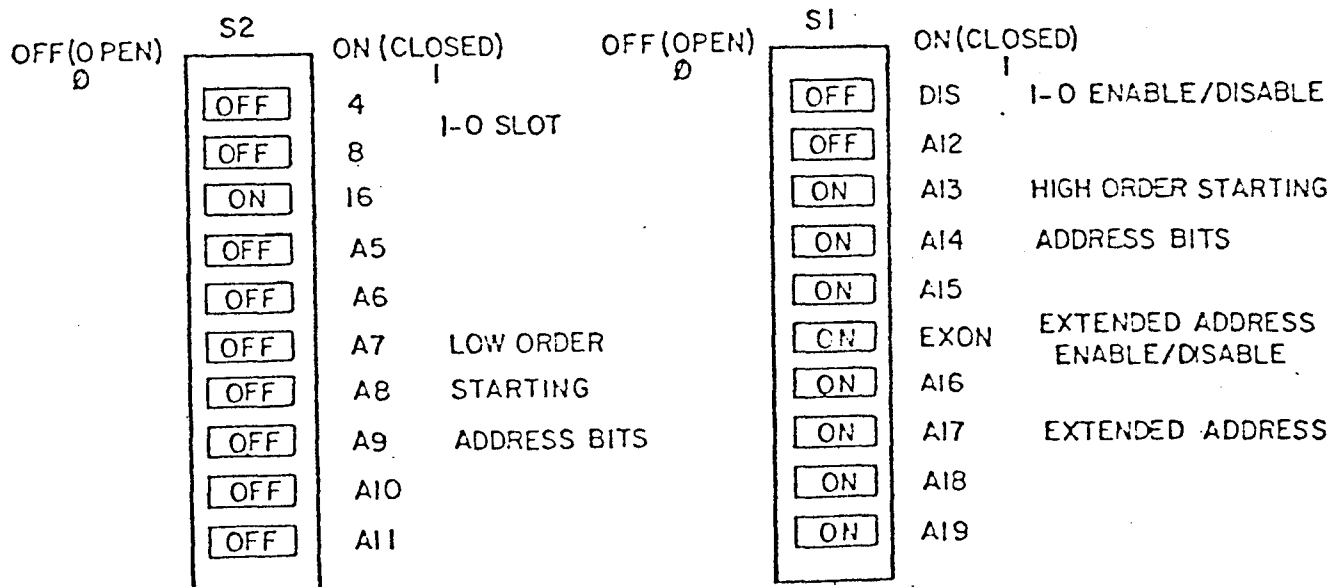 S2
OFF (OPEN) ON (CLOSED)
Ø 1
OFF 4
I-O SLOT
OFF 8
ON 16
OFF A5
OFF A6
OFF A7 LOW ORDER
OFF A8 STARTING
OFF A9 ADDRESS BITS
OFF A10
OFF A11
S1
OFF (OPEN) ON (CLOSED)
Ø 1
OFF DIS I-O ENABLE/DISABLE
OFF A12
ON A13 HIGH ORDER STARTING
ON A14 ADDRESS BITS
ON A15
ON EXON EXTENDED ADDRESS
ENABLE/DISABLE
ON A16
ON A17 EXTENDED ADDRESS
ON A18
ON A19